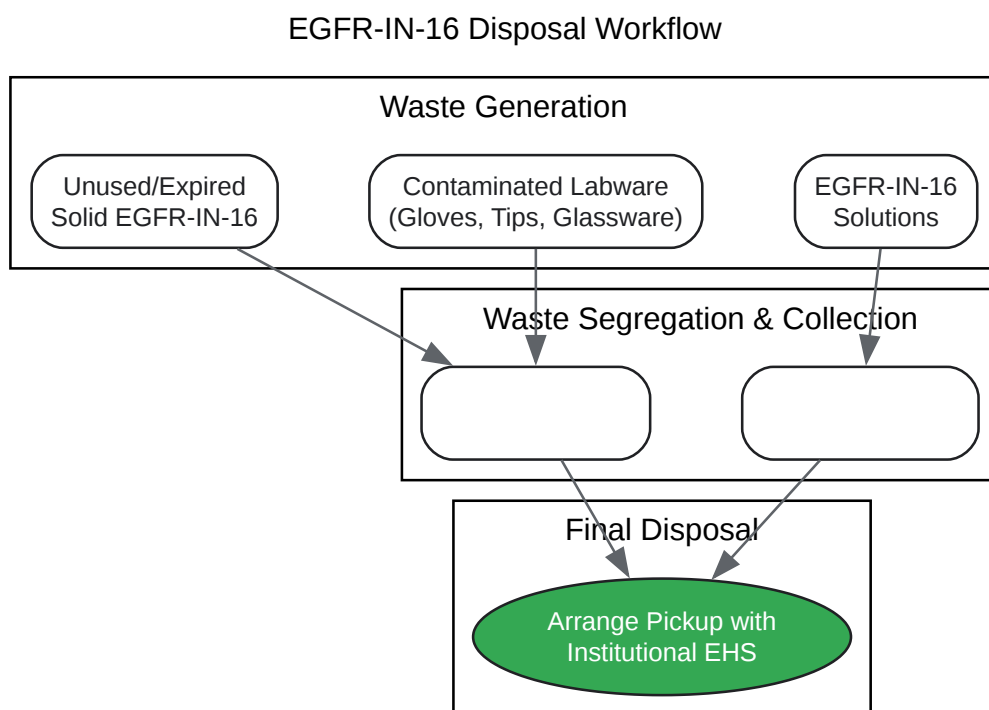 EGFR-IN-16 Disposal Workflow
Waste Generation
Unused/Expired
Solid EGFR-IN-16
Contaminated Labware
(Gloves, Tips, Glassware)
EGFR-IN-16
Solutions
Waste Segregation & Collection
Final Disposal
Arrange Pickup with
Institutional EHS